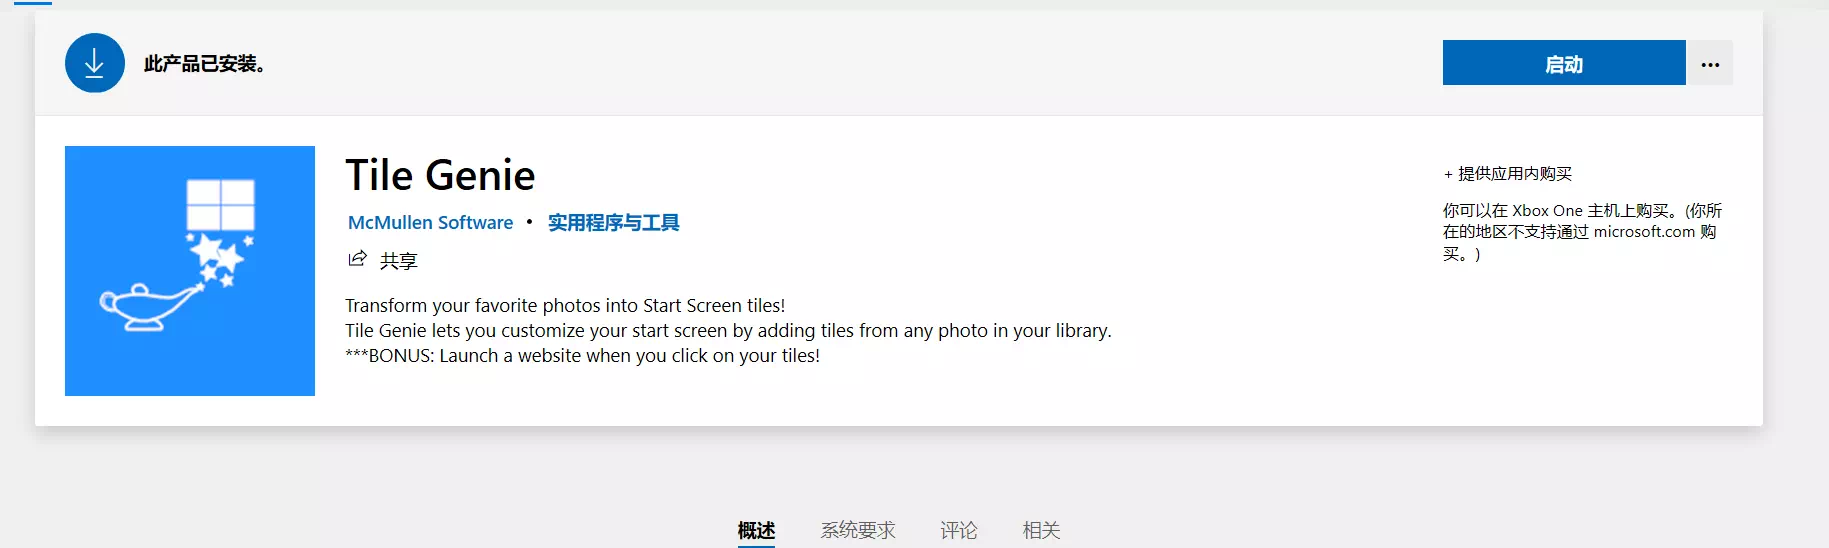 此产品已安装。
启动
...
Tile Genie
McMullen Software • 实用程序与工具
共享
Transform your favorite photos into Start Screen tiles!
Tile Genie lets you customize your start screen by adding tiles from any photo in your library.
***BONUS: Launch a website when you click on your tiles!
+ 提供应用内购买
你可以在 Xbox One 主机上购买。(你所
在的地区不支持通过 microsoft.com 购
买。)
概述 系统要求 评论 相关